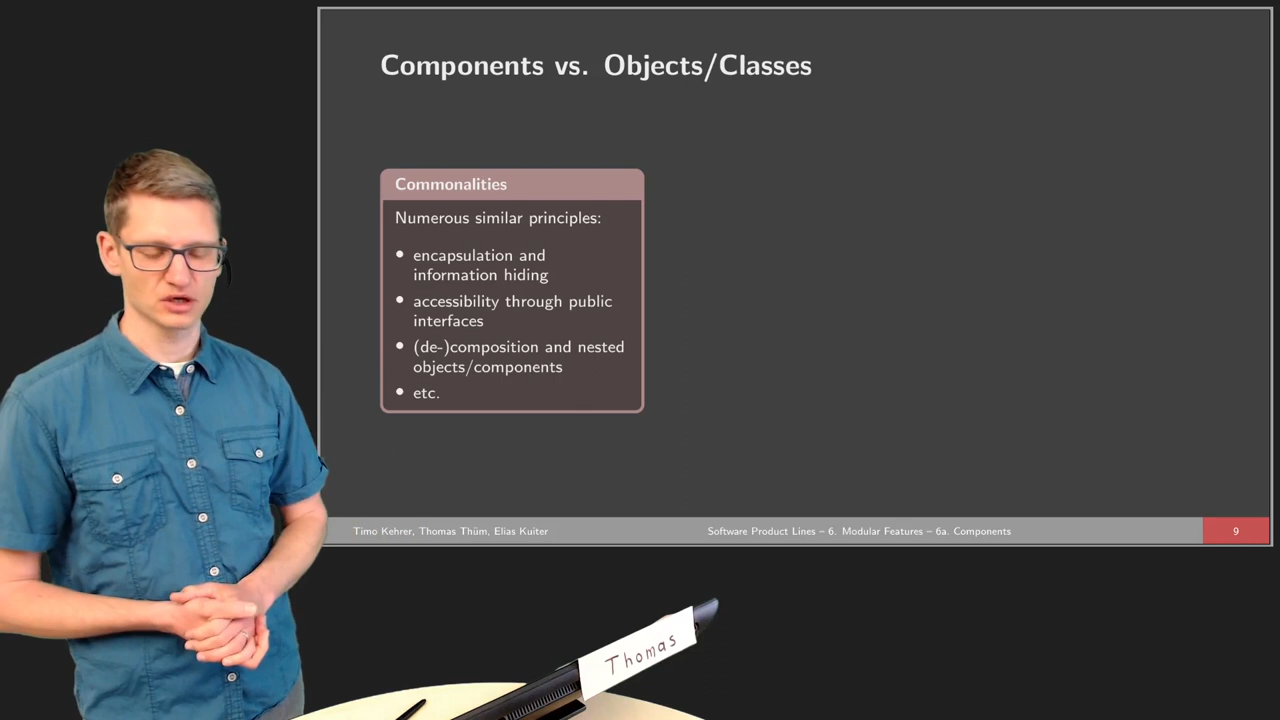 Components vs. Objects/Classes
Commonalities
Numerous similar principles:
• encapsulation and
information hiding
• accessibility through public
interfaces
• (de-)composition and nested
objects/components
• etc.
Timo Kehrer, Thomas Thüm, Elias Kuiter
Software Product Lines – 6. Modular Features – 6a. Components
9
Thomas